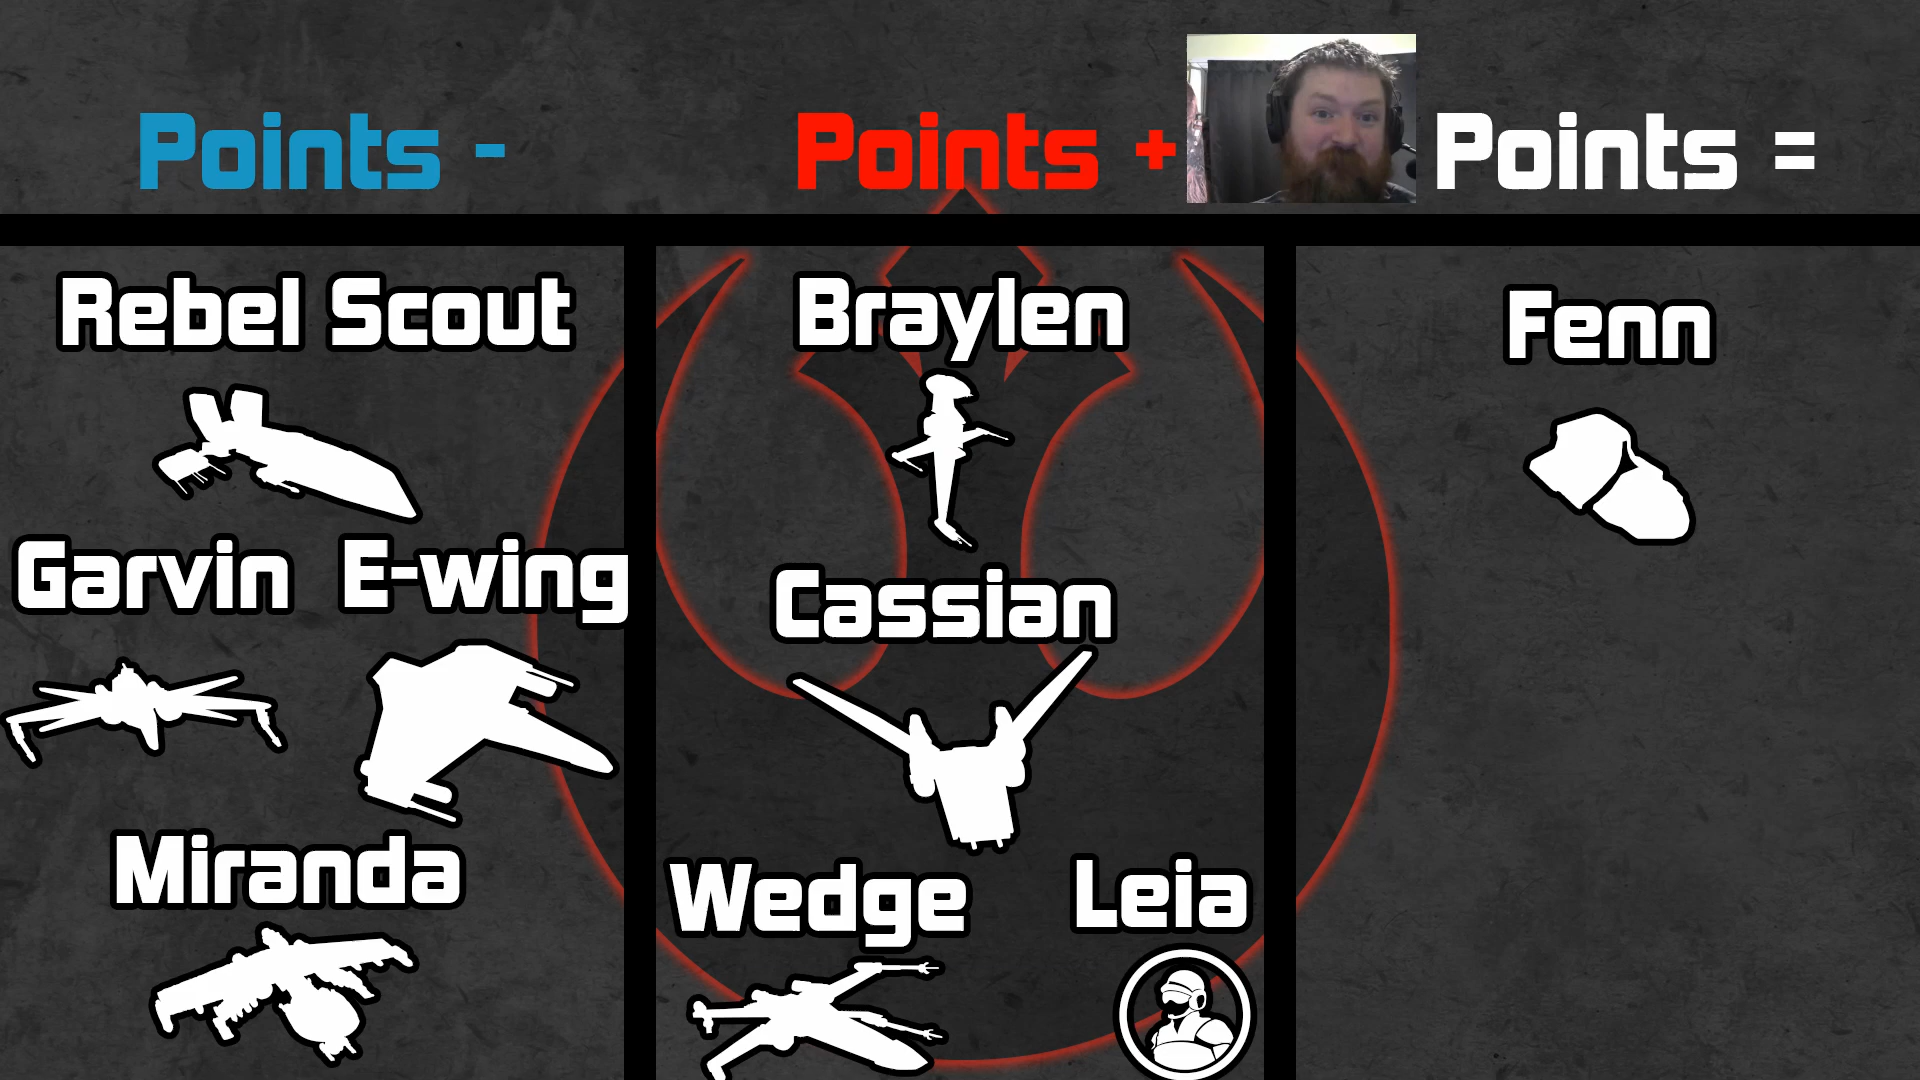 Points -
Points +
Points =
Rebel Scout
Garvin
E-wing
Miranda
Braylen
Cassian
Wedge
Leia
Fenn